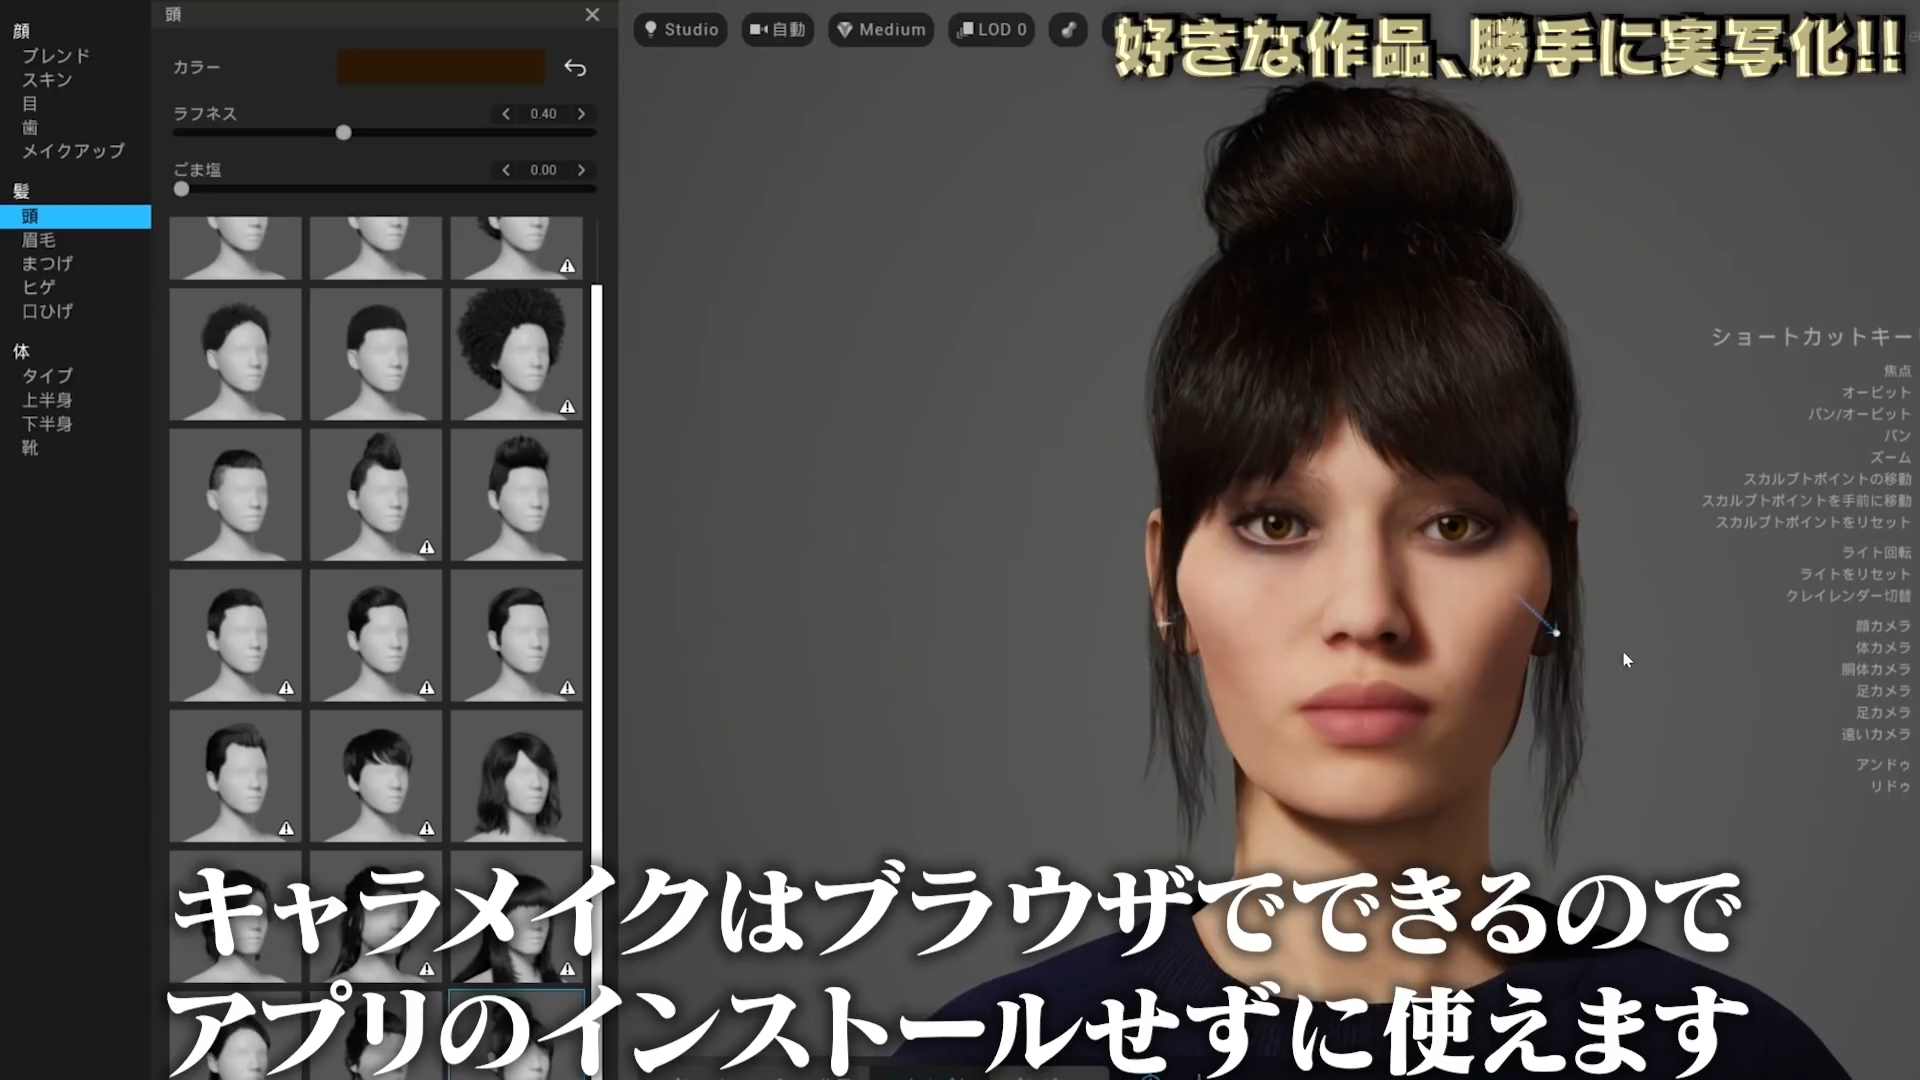 顔
ブレンド
スキン
目
歯
メイクアップ
髪
頭
眉毛
まつげ
ヒゲ
口ひげ
体
タイプ
上半身
下半身
靴
頭
カラー
ラフネス
0.40
ごま塩
0.00
Studio
自動
Medium
LOD 0
好きな作品、勝手に実写化!!
ショートカットキー
焦点
オービット
パン/オービット
パン
ズーム
スカルプトポイントの移動
スカルプトポイントを手前に移動
スカルプトポイントをリセット
ライト回転
ライトをリセット
クレイレンダー切替
顔カメラ
体カメラ
胴体カメラ
足カメラ
足カメラ
遠いカメラ
アンドゥ
リドゥ
キャラメイクはブラウザでできるので
アプリのインストールせずに使えます